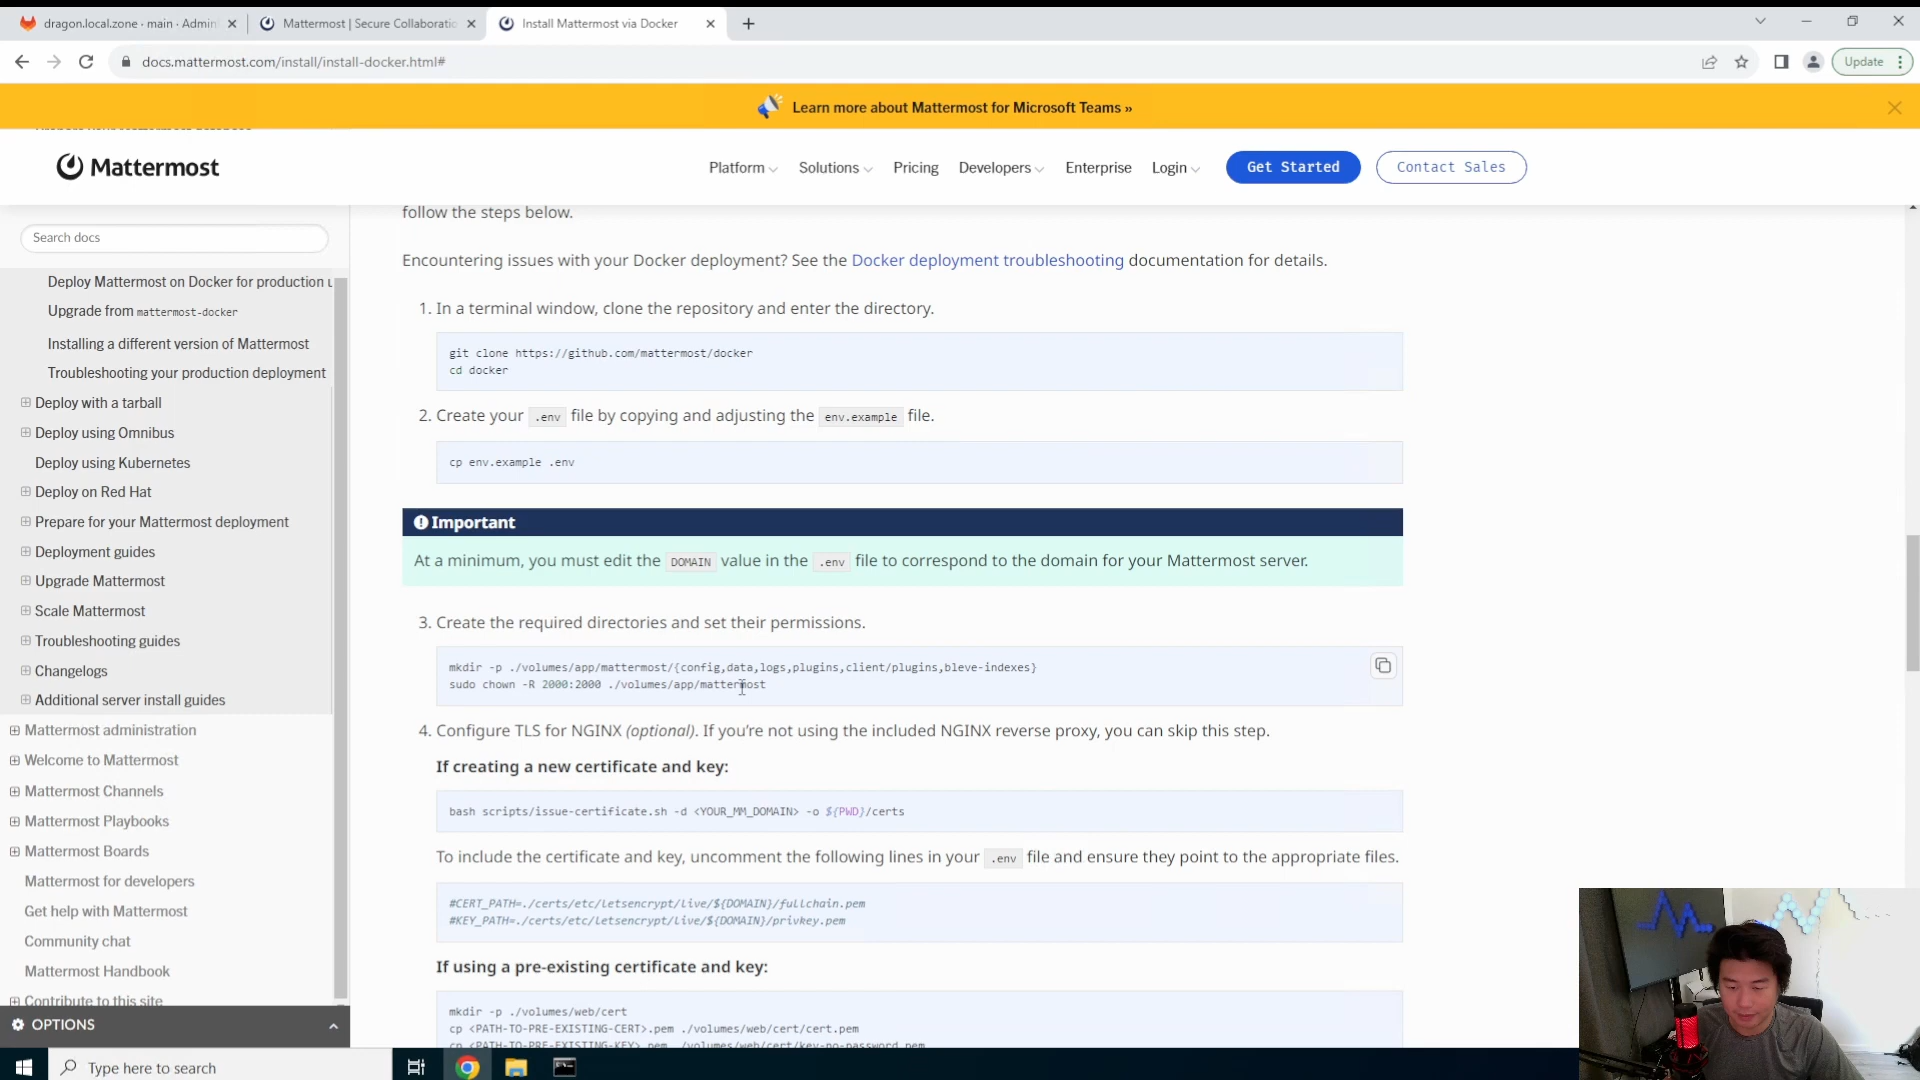 dragon.local.zone · main · Admin
Mattermost | Secure Collaboratio
Install Mattermost via Docker
docs.mattermost.com/install/install-docker.html#
Update
Learn more about Mattermost for Microsoft Teams »
Mattermost
Platform
Solutions
Pricing
Developers
Enterprise
Login
Get Started
Contact Sales
Search docs
Deploy Mattermost on Docker for production u
Upgrade from mattermost-docker
Installing a different version of Mattermost
Troubleshooting your production deployment
Deploy with a tarball
Deploy using Omnibus
Deploy using Kubernetes
Deploy on Red Hat
Prepare for your Mattermost deployment
Deployment guides
Upgrade Mattermost
Scale Mattermost
Troubleshooting guides
Changelogs
Additional server install guides
Mattermost administration
Welcome to Mattermost
Mattermost Channels
Mattermost Playbooks
Mattermost Boards
Mattermost for developers
Get help with Mattermost
Community chat
Mattermost Handbook
Contribute to this site
OPTIONS
follow the steps below.
Encountering issues with your Docker deployment? See the Docker deployment troubleshooting documentation for details.
1. In a terminal window, clone the repository and enter the directory.
git clone https://github.com/mattermost/docker
cd docker
2. Create your .env file by copying and adjusting the env.example file.
cp env.example .env
Important
At a minimum, you must edit the DOMAIN value in the .env file to correspond to the domain for your Mattermost server.
3. Create the required directories and set their permissions.
mkdir -p ./volumes/app/mattermost/{config,data,logs,plugins,client/plugins,bleve-indexes}
sudo chown -R 2000:2000 ./volumes/app/mattermost
4. Configure TLS for NGINX (optional). If you're not using the included NGINX reverse proxy, you can skip this step.
If creating a new certificate and key:
bash scripts/issue-certificate.sh -d <YOUR_MM_DOMAIN> -o ${PWD}/certs
To include the certificate and key, uncomment the following lines in your .env file and ensure they point to the appropriate files.
#CERT_PATH=./certs/etc/letsencrypt/live/${DOMAIN}/fullchain.pem
#KEY_PATH=./certs/etc/letsencrypt/live/${DOMAIN}/privkey.pem
If using a pre-existing certificate and key:
mkdir -p ./volumes/web/cert
cp <PATH-TO-PRE-EXISTING-CERT>.pem ./volumes/web/cert/cert.pem
cp <PATH-TO-PRE-EXISTING-KEY>.pem ./volumes/web/cert/key-no-password.pem
Type here to search